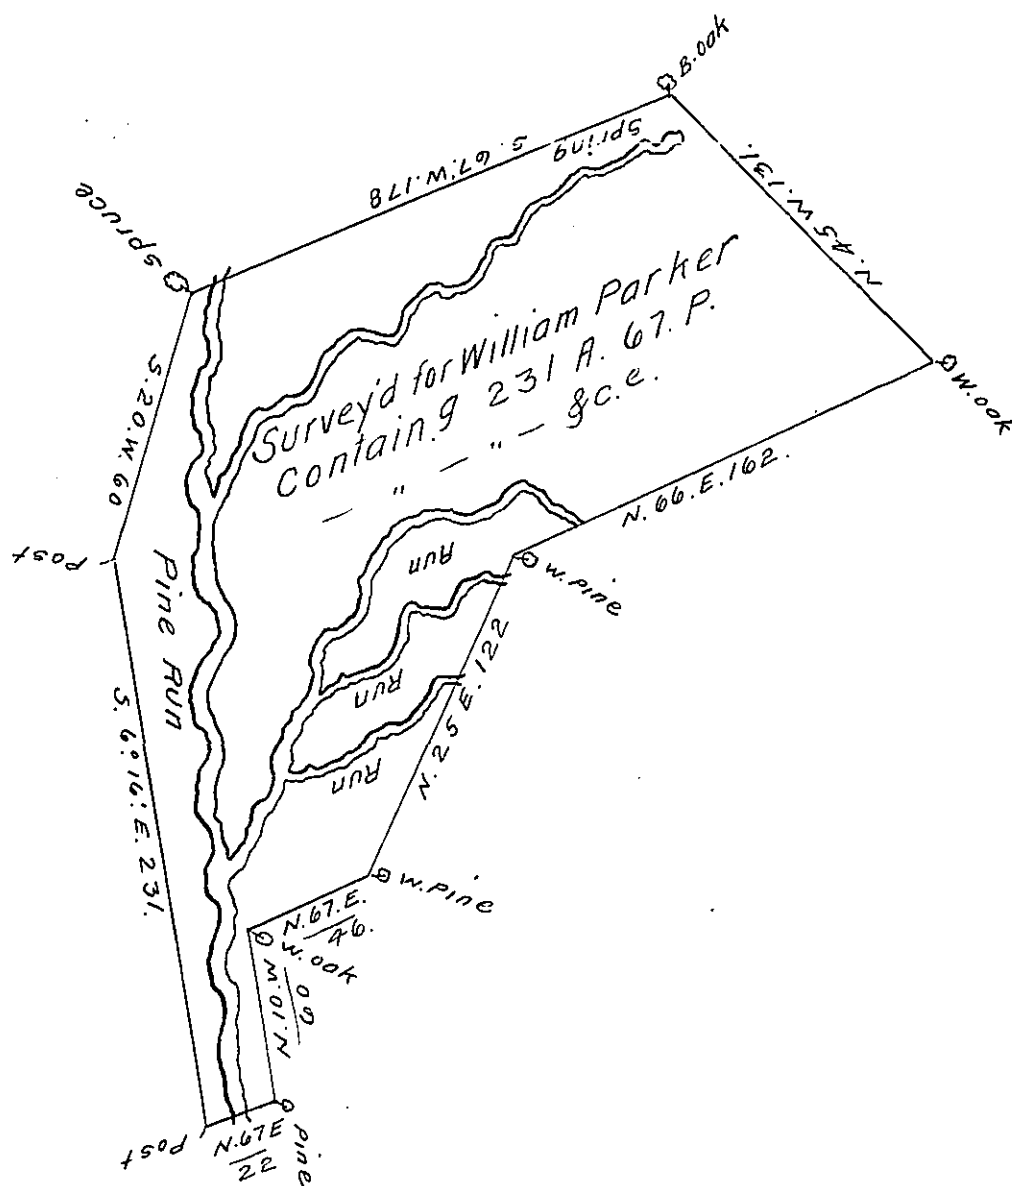 B.oak
Spring
S. 67. W. 178
N. 45 W. 131.
Spruce
W. oak
Survey'd for William Parker
Contain.g 231 A. 67. P.
— " — " — &c.e.
S. 20. W. 60
N. 66. E. 162.
Post
Run
W. Pine
Pine Run
Run
N. 25 E. 122
Run
S. 6° 16'. E. 231.
W. Pine
N. 67. E.
46.
W. oak
N. 10. W.
60
Post
N. 67 E
22
Pine